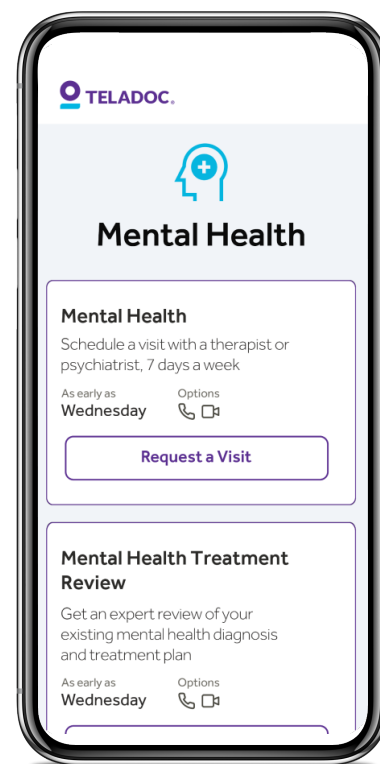 TELADOC.
Mental Health
Mental Health
Schedule a visit with a therapist or
psychiatrist, 7 days a week
As early as Options
Wednesday
Request a Visit
Mental Health Treatment
Review
Get an expert review of your
existing mental health diagnosis
and treatment plan
As early as Options
Wednesday